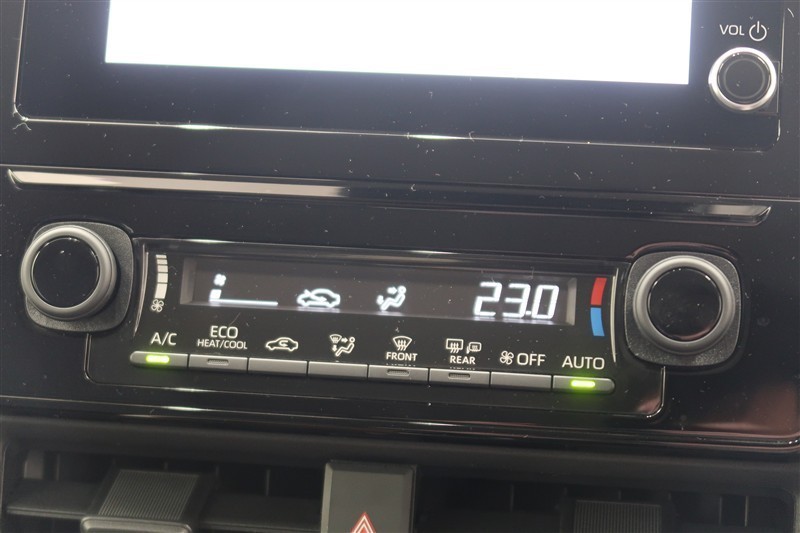 VOL
23.0
A/C
ECO
HEAT/COOL
FRONT
REAR
OFF
AUTO